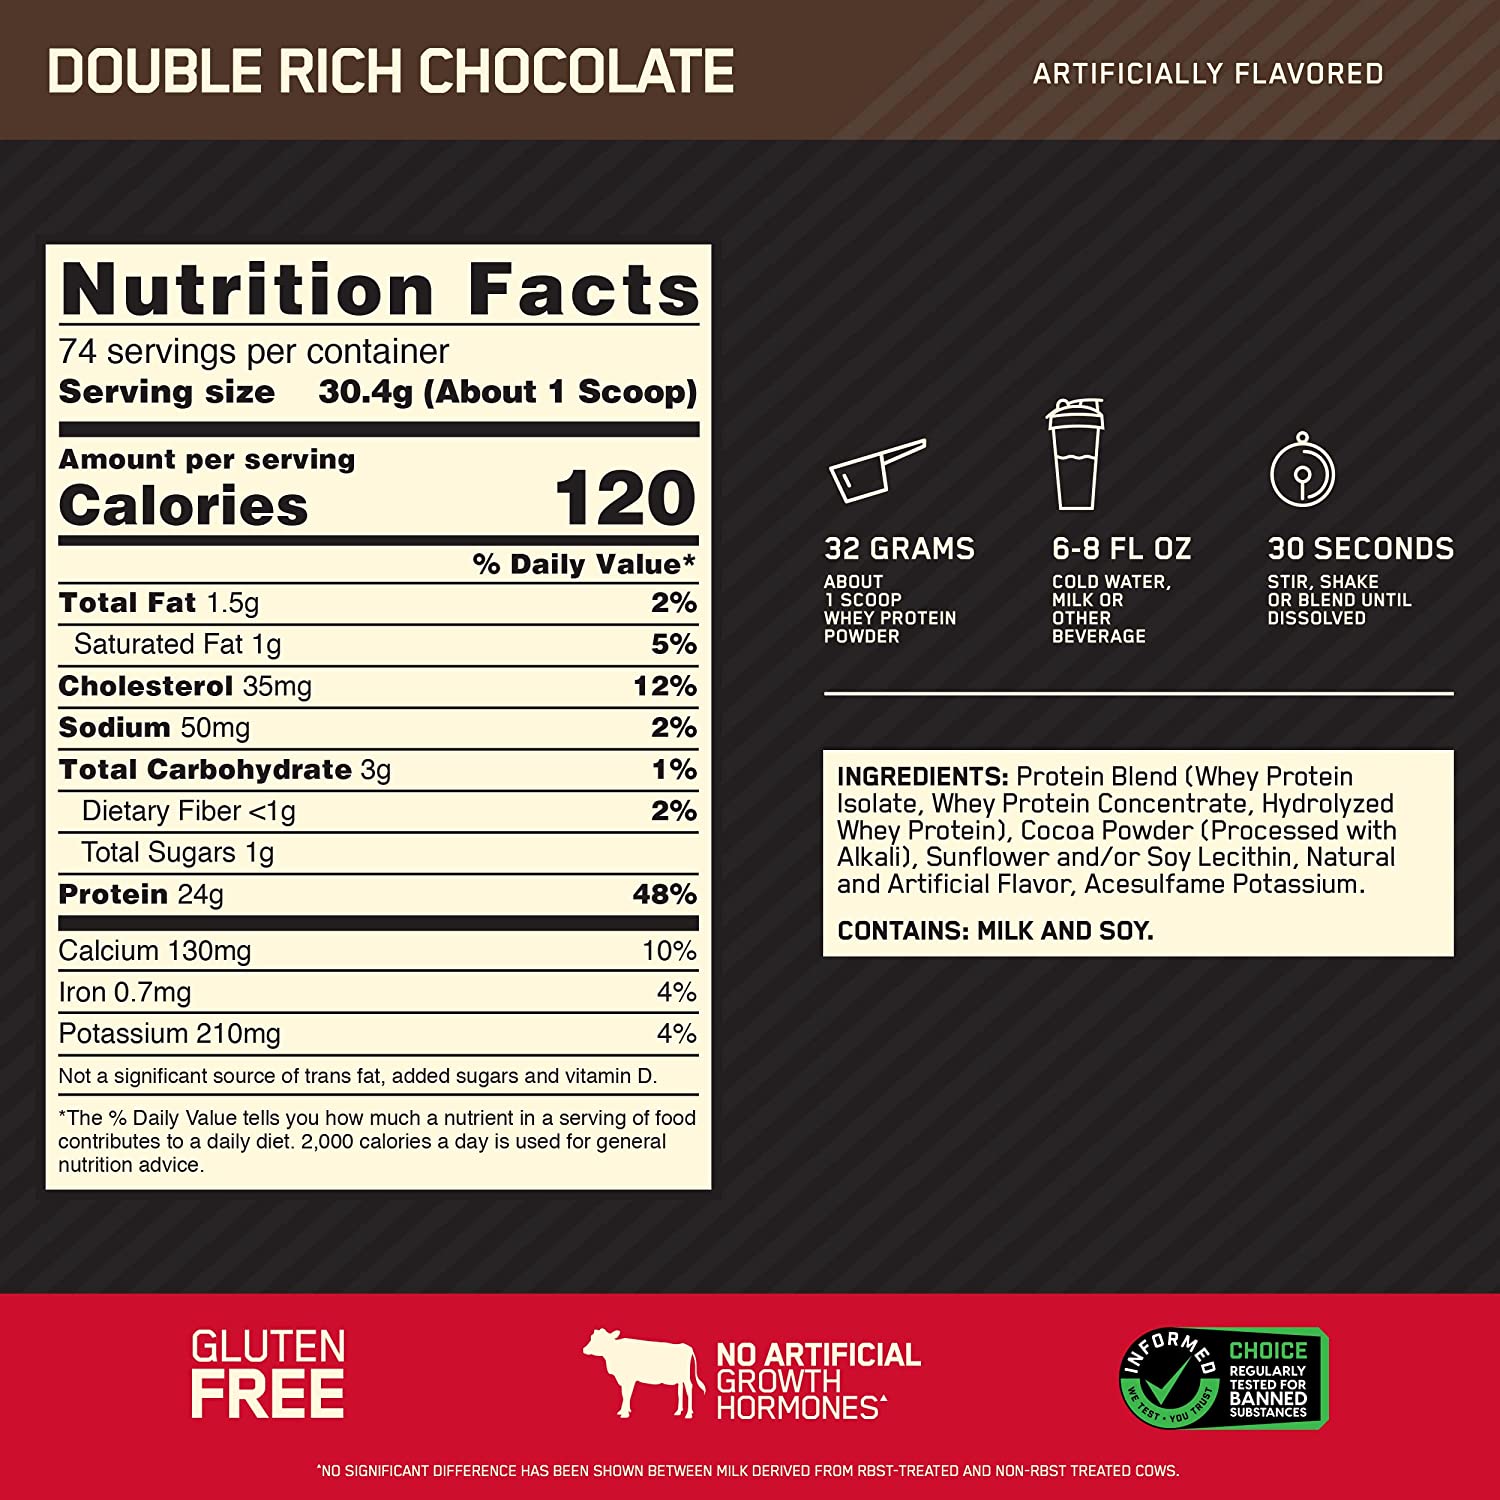 DOUBLE RICH CHOCOLATE
ARTIFICIALLY FLAVORED
Nutrition Facts
74 servings per container
Serving size 30.4g (About 1 Scoop)
Amount per serving
Calories 120
% Daily Value*
Total Fat 1.5g 2%
Saturated Fat 1g 5%
Cholesterol 35mg 12%
Sodium 50mg 2%
Total Carbohydrate 3g 1%
Dietary Fiber <1g 2%
Total Sugars 1g
Protein 24g 48%
Calcium 130mg 10%
Iron 0.7mg 4%
Potassium 210mg 4%
Not a significant source of trans fat, added sugars and vitamin D.
*The % Daily Value tells you how much a nutrient in a serving of food
contributes to a daily diet. 2,000 calories a day is used for general
nutrition advice.
32 GRAMS
ABOUT
1 SCOOP
WHEY PROTEIN
POWDER
6-8 FL OZ
COLD WATER,
MILK OR
OTHER
BEVERAGE
30 SECONDS
STIR, SHAKE
OR BLEND UNTIL
DISSOLVED
INGREDIENTS: Protein Blend (Whey Protein
Isolate, Whey Protein Concentrate, Hydrolyzed
Whey Protein), Cocoa Powder (Processed with
Alkali), Sunflower and/or Soy Lecithin, Natural
and Artificial Flavor, Acesulfame Potassium.
CONTAINS: MILK AND SOY.
GLUTEN
FREE
NO ARTIFICIAL
GROWTH
HORMONES▲
INFORMED
WE TEST • YOU TRUST
CHOICE
REGULARLY
TESTED FOR
BANNED
SUBSTANCES
▲NO SIGNIFICANT DIFFERENCE HAS BEEN SHOWN BETWEEN MILK DERIVED FROM RBST-TREATED AND NON-RBST TREATED COWS.